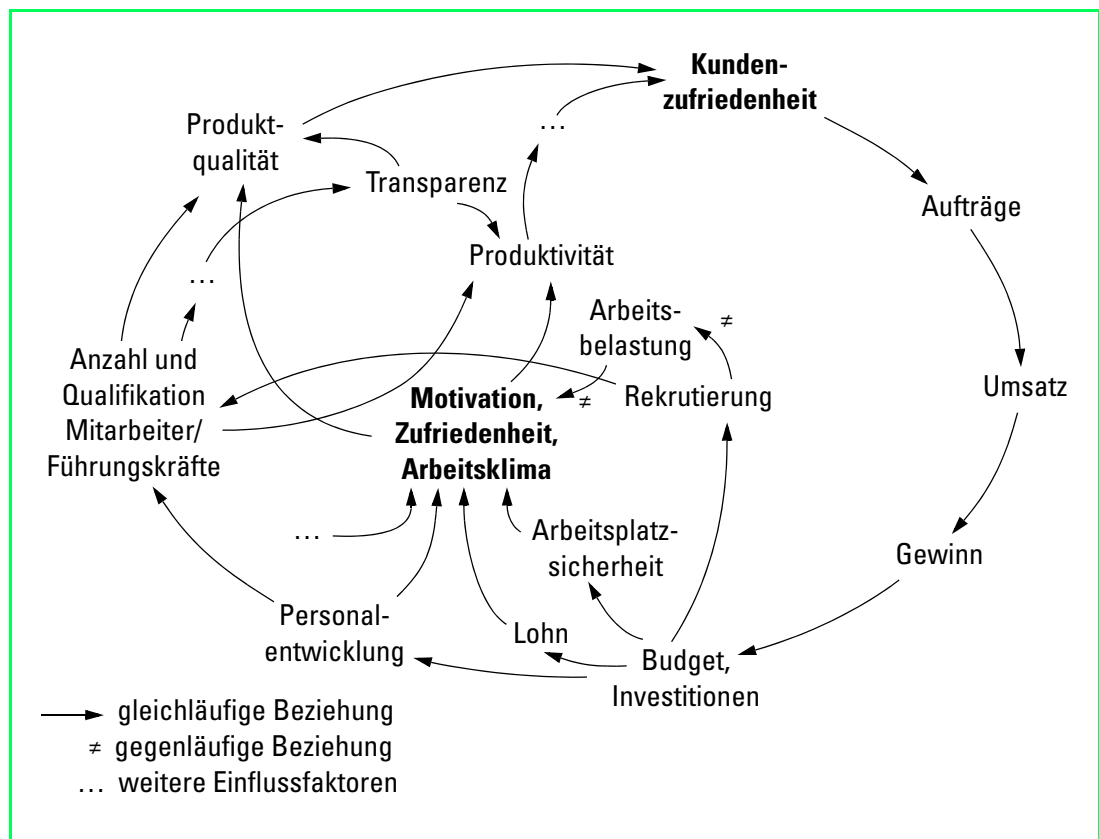 Kunden-
zufriedenheit
Produkt-
qualität
...
Transparenz
Aufträge
Produktivität
...
Arbeits-
belastung
≠
Anzahl und
Qualifikation
Mitarbeiter/
Führungskräfte
Motivation,
Zufriedenheit,
Arbeitsklima
≠
Rekrutierung
Umsatz
...
Arbeitsplatz-
sicherheit
Gewinn
Personal-
entwicklung
Lohn
Budget,
Investitionen
gleichläufige Beziehung
≠ gegenläufige Beziehung
... weitere Einflussfaktoren